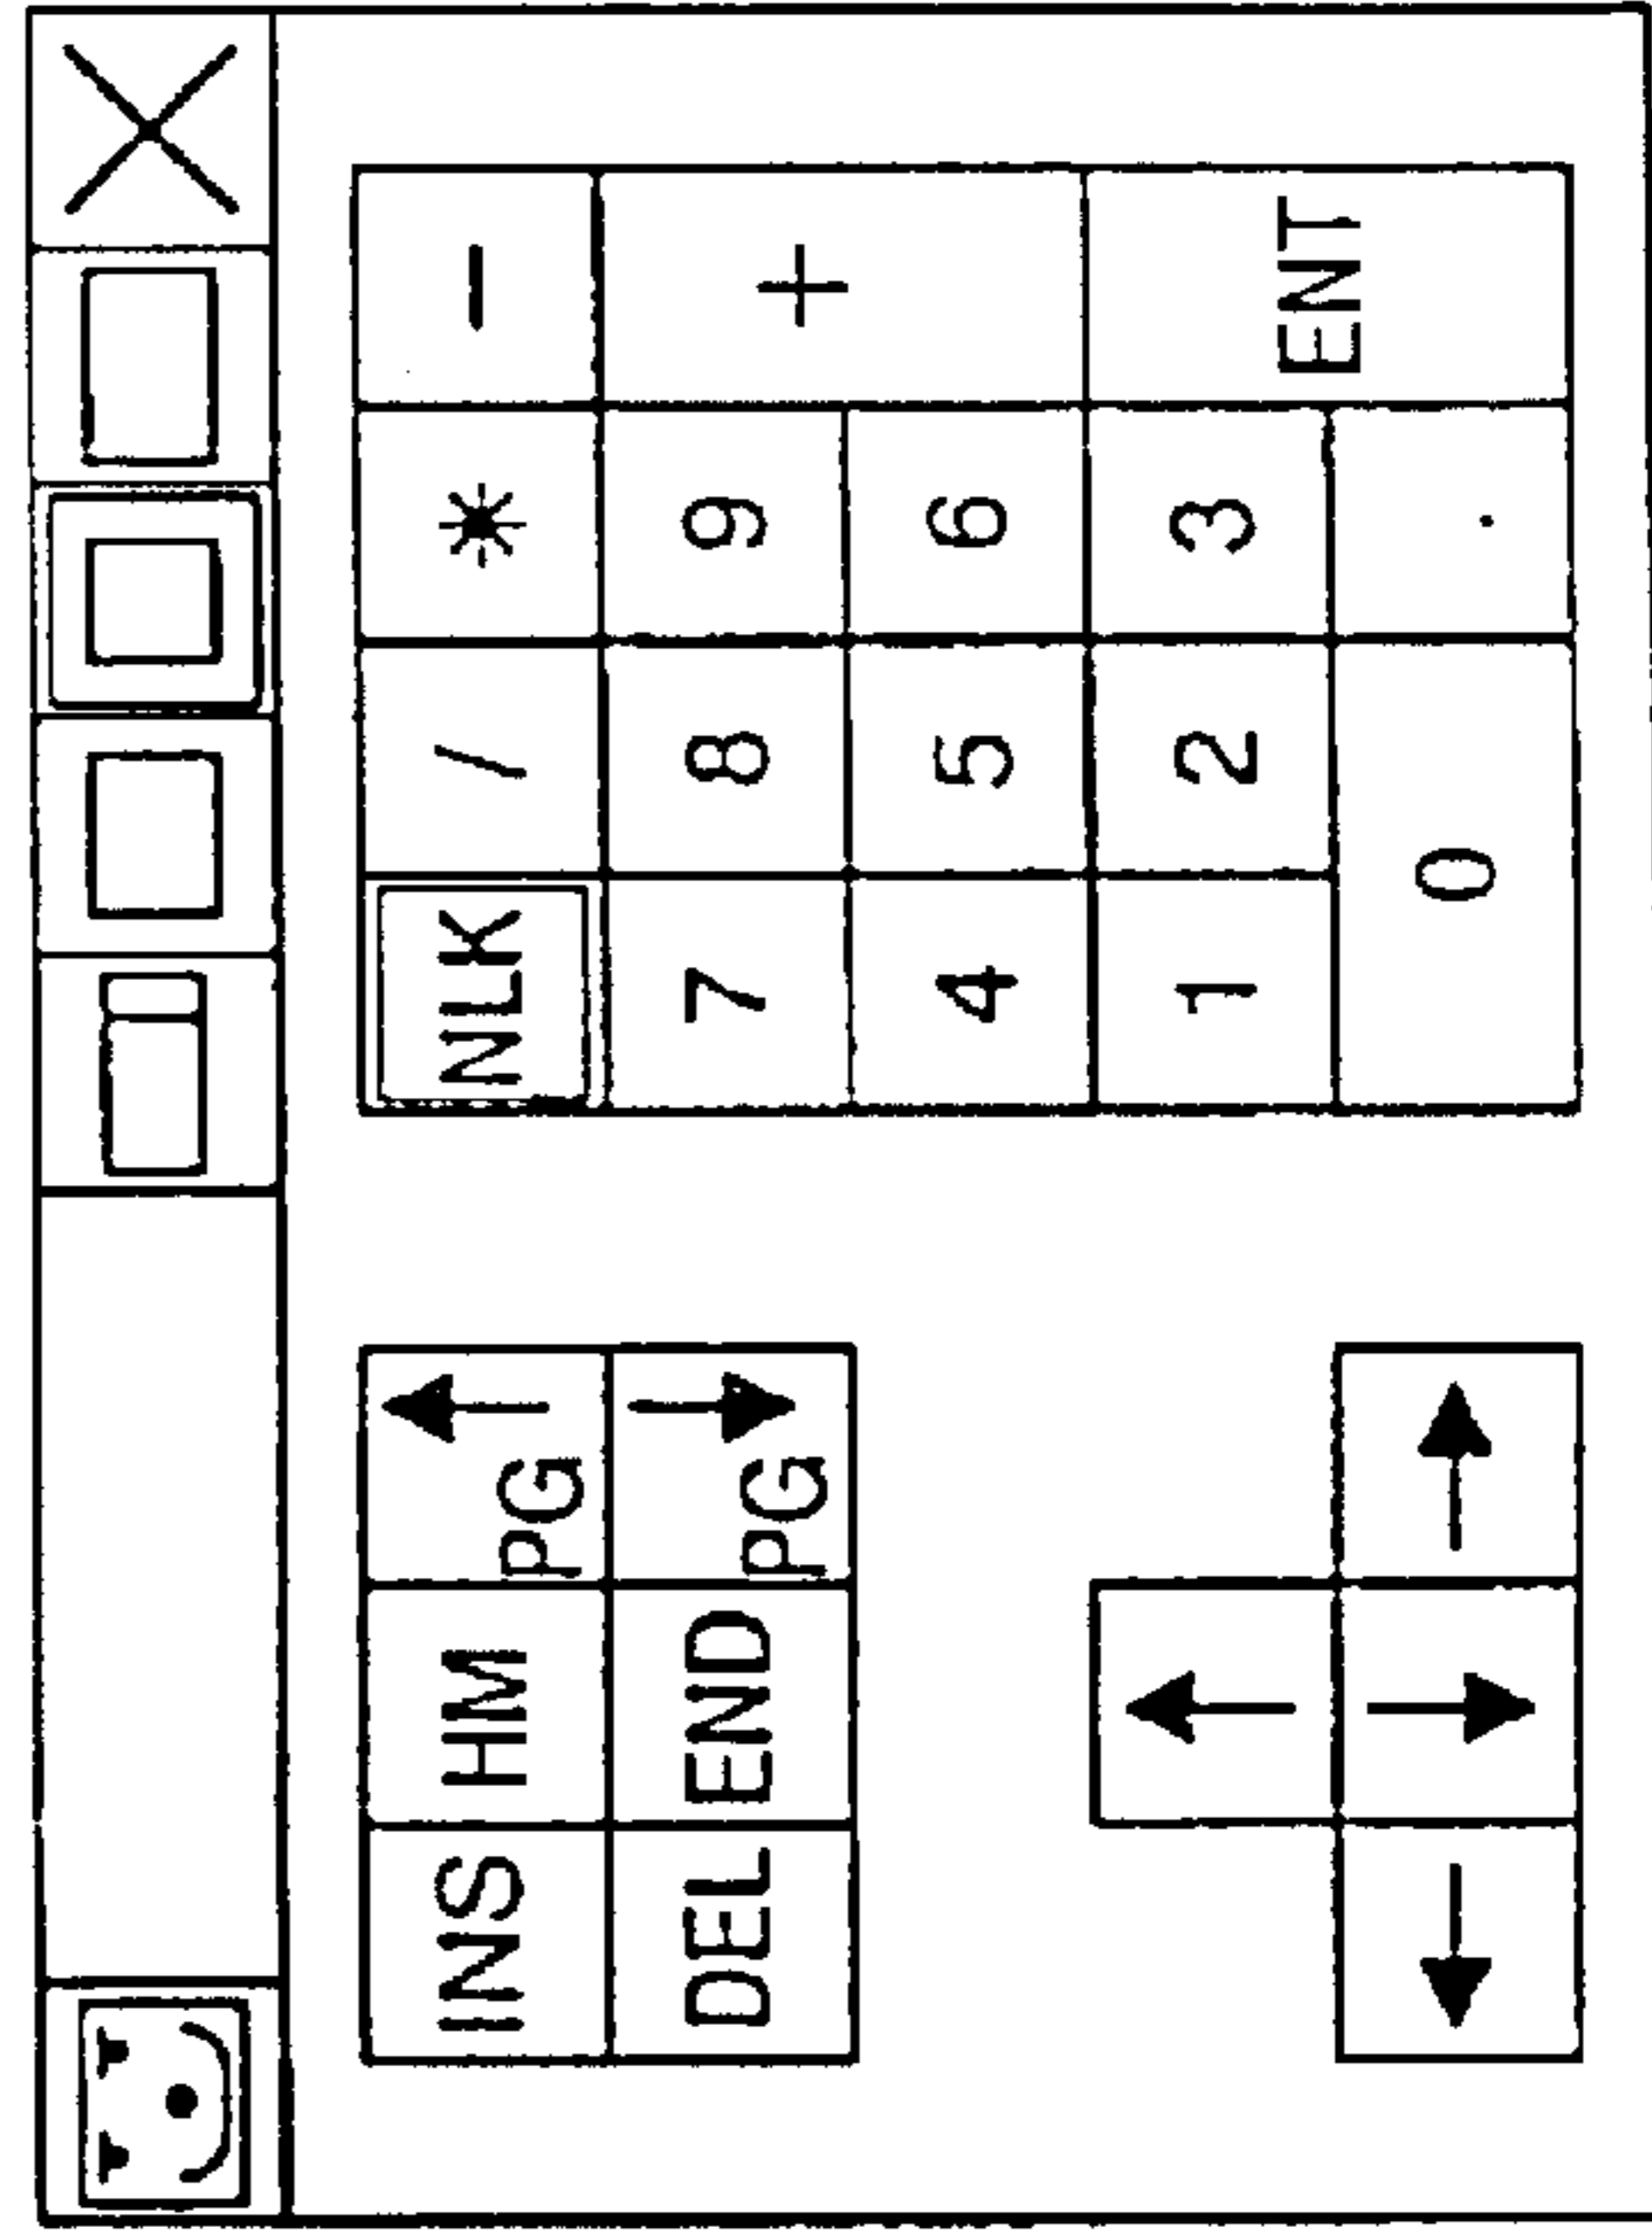 INS HM PG NLK / * -
DEL END PG 7 8 9 +
4 5 6
1 2 3 ENT
0 .